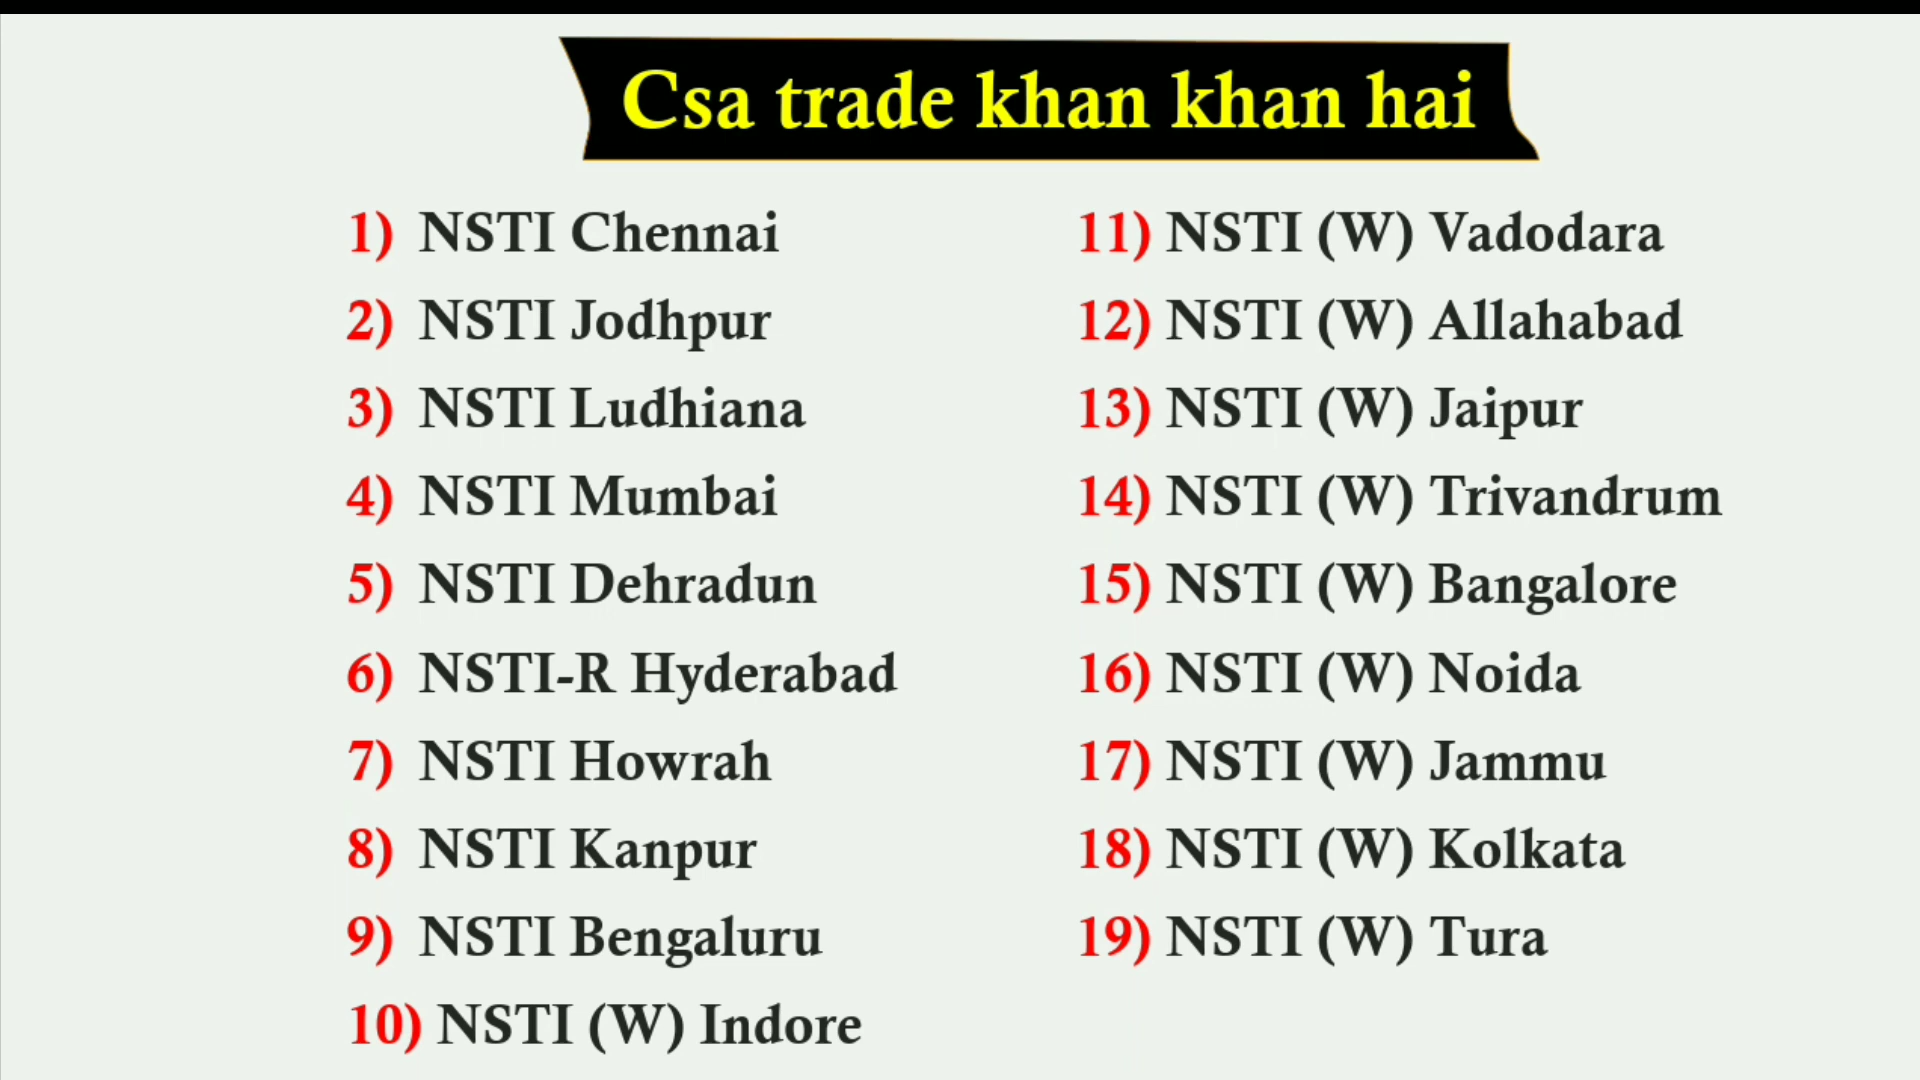 Csa trade khan khan hai
1) NSTI Chennai
2) NSTI Jodhpur
3) NSTI Ludhiana
4) NSTI Mumbai
5) NSTI Dehradun
6) NSTI-R Hyderabad
7) NSTI Howrah
8) NSTI Kanpur
9) NSTI Bengaluru
10) NSTI (W) Indore
11) NSTI (W) Vadodara
12) NSTI (W) Allahabad
13) NSTI (W) Jaipur
14) NSTI (W) Trivandrum
15) NSTI (W) Bangalore
16) NSTI (W) Noida
17) NSTI (W) Jammu
18) NSTI (W) Kolkata
19) NSTI (W) Tura